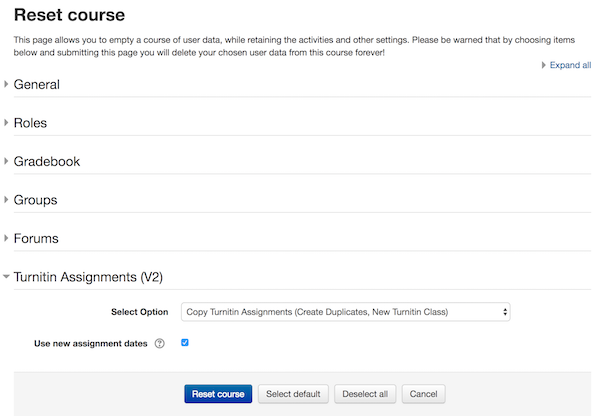 Reset course
This page allows you to empty a course of user data, while retaining the activities and other settings. Please be warned that by choosing items
below and submitting this page you will delete your chosen user data from this course forever!
Expand all
General
Roles
Gradebook
Groups
Forums
Turnitin Assignments (V2)
Select Option Copy Turnitin Assignments (Create Duplicates, New Turnitin Class)
Use new assignment dates ?
Reset course Select default Deselect all Cancel